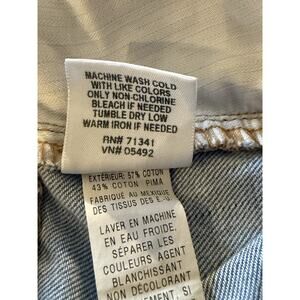 MACHINE WASH COLD
WITH LIKE COLORS
ONLY NON-CHLORINE
BLEACH IF NEEDED
TUMBLE DRY LOW
WARM IRON IF NEEDED
RN# 71341
VN# 05492
EXTÉRIEUR: 57% COTON
43% COTON PIMA
FABRIQUÉ AU MEXIQUE
DES TISSUS DES É.
LAVER EN MACHINE
EN EAU FROIDE.
SÉPARER LES
COULEURS AGENT
BLANCHISSANT
NON DÉCOLORANT
SI